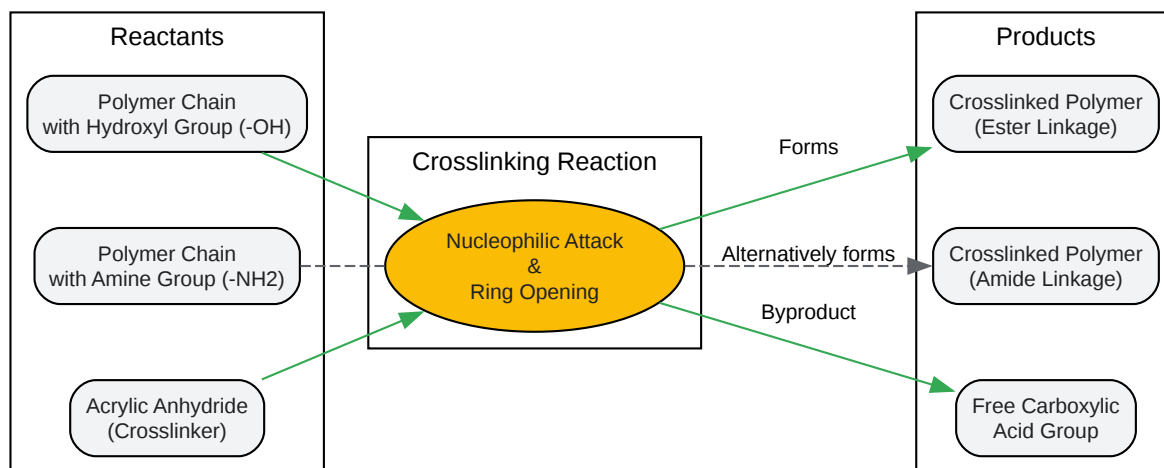 Reactants
Polymer Chain
with Hydroxyl Group (-OH)
Polymer Chain
with Amine Group (-NH2)
Acrylic Anhydride
(Crosslinker)
Crosslinking Reaction
Nucleophilic Attack
&
Ring Opening
Forms
Alternatively forms
Byproduct
Products
Crosslinked Polymer
(Ester Linkage)
Crosslinked Polymer
(Amide Linkage)
Free Carboxylic
Acid Group